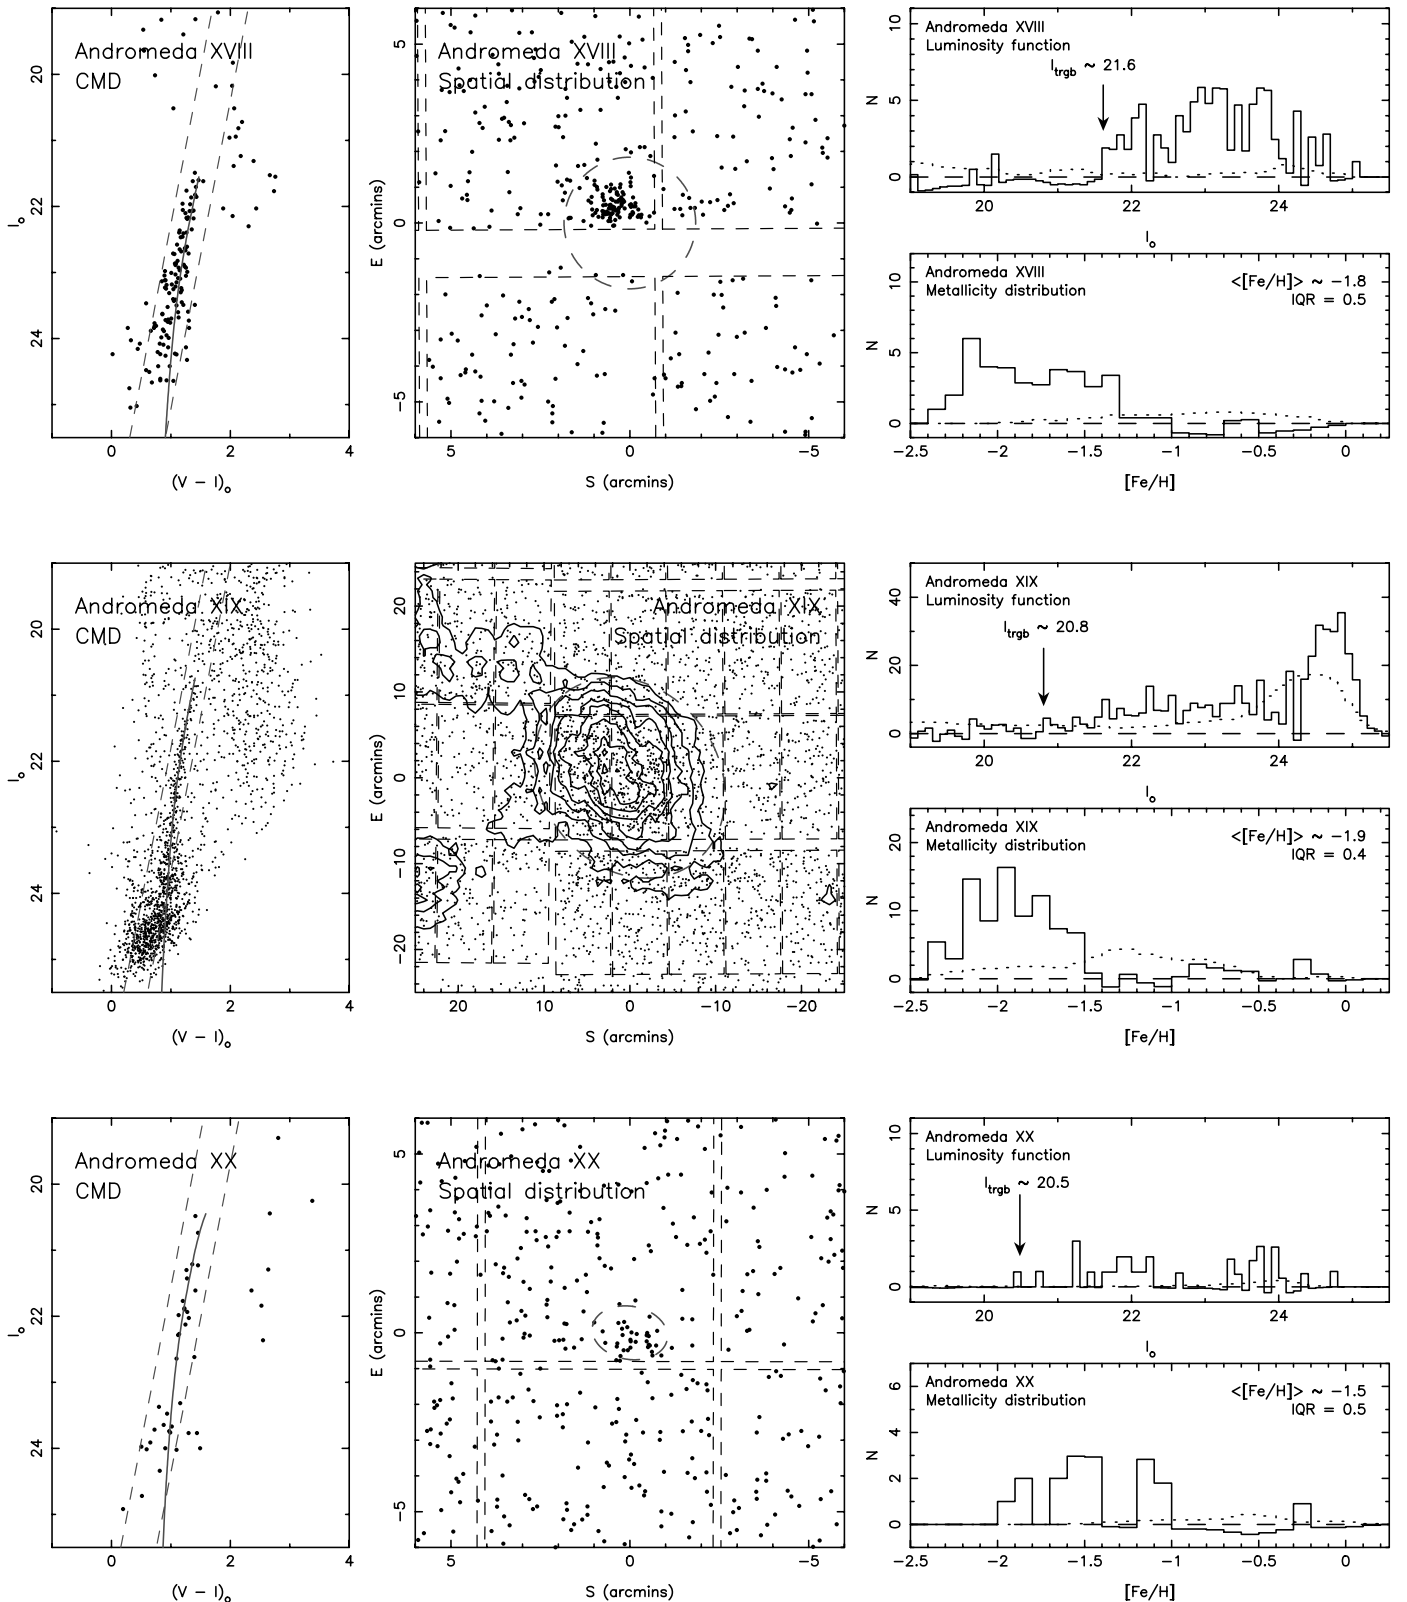 Andromeda XVIII
CMD
20
22
24
I₀
0
2
4
(V − I)₀
Andromeda XVIII
Spatial distribution
5
0
−5
E (arcmins)
5
0
−5
S (arcmins)
Andromeda XVIII
Luminosity function
I_trgb ~ 21.6
10
5
0
N
20
22
24
I₀
Andromeda XVIII
Metallicity distribution
<[Fe/H]> ~ −1.8
IQR = 0.5
10
5
0
N
−2.5
−2
−1.5
−1
−0.5
0
[Fe/H]
Andromeda XIX
CMD
20
22
24
I₀
0
2
4
(V − I)₀
Andromeda XIX
Spatial distribution
20
10
0
−10
−20
E (arcmins)
20
10
0
−10
−20
S (arcmins)
Andromeda XIX
Luminosity function
I_trgb ~ 20.8
40
20
0
N
20
22
24
I₀
Andromeda XIX
Metallicity distribution
<[Fe/H]> ~ −1.9
IQR = 0.4
20
10
0
N
−2.5
−2
−1.5
−1
−0.5
0
[Fe/H]
Andromeda XX
CMD
20
22
24
I₀
0
2
4
(V − I)₀
Andromeda XX
Spatial distribution
5
0
−5
E (arcmins)
5
0
−5
S (arcmins)
Andromeda XX
Luminosity function
I_trgb ~ 20.5
10
5
0
N
20
22
24
I₀
Andromeda XX
Metallicity distribution
<[Fe/H]> ~ −1.5
IQR = 0.5
6
4
2
0
N
−2.5
−2
−1.5
−1
−0.5
0
[Fe/H]